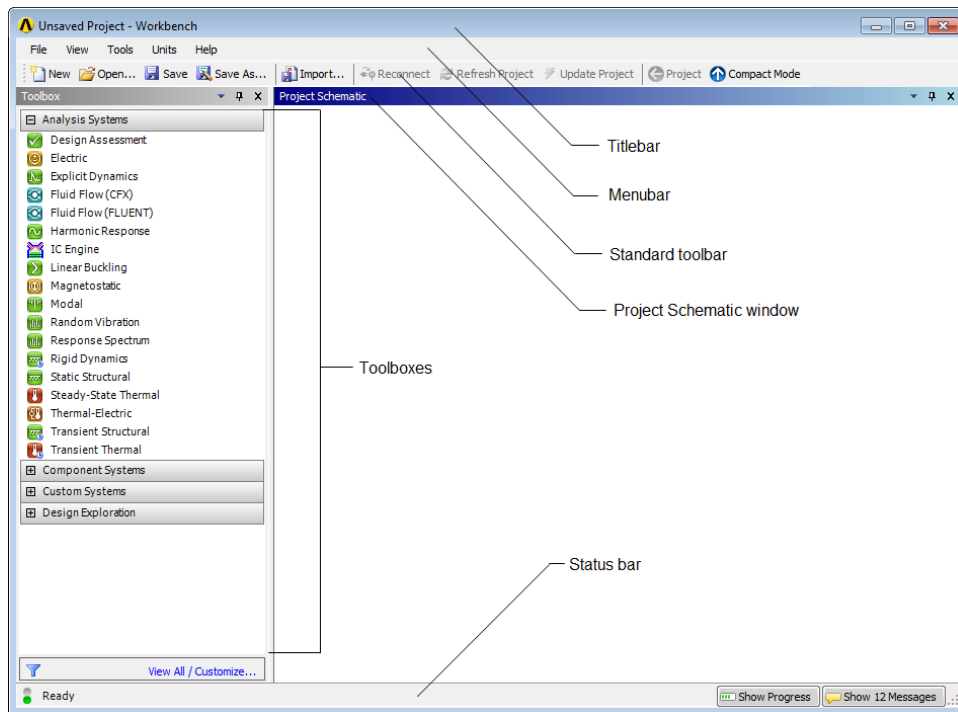 Unsaved Project - Workbench
File View Tools Units Help
New Open... Save Save As... Import... Reconnect Refresh Project Update Project Project Compact Mode
Toolbox
Project Schematic
Analysis Systems
Design Assessment
Electric
Explicit Dynamics
Fluid Flow (CFX)
Fluid Flow (FLUENT)
Harmonic Response
IC Engine
Linear Buckling
Magnetostatic
Modal
Random Vibration
Response Spectrum
Rigid Dynamics
Static Structural
Steady-State Thermal
Thermal-Electric
Transient Structural
Transient Thermal
Component Systems
Custom Systems
Design Exploration
View All / Customize...
Titlebar
Menubar
Standard toolbar
Project Schematic window
Toolboxes
Status bar
Ready
Show Progress Show 12 Messages